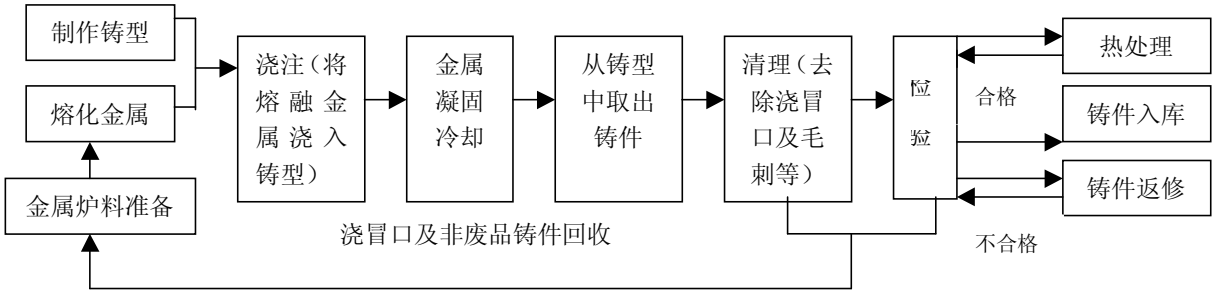 制作铸型
熔化金属
金属炉料准备
浇注（将
熔融金
属浇入
铸型）
金属
凝固
冷却
从铸型
中取出
铸件
清理（去
除浇冒
口及毛
刺等）
检
验
热处理
合格
铸件入库
铸件返修
不合格
浇冒口及非废品铸件回收